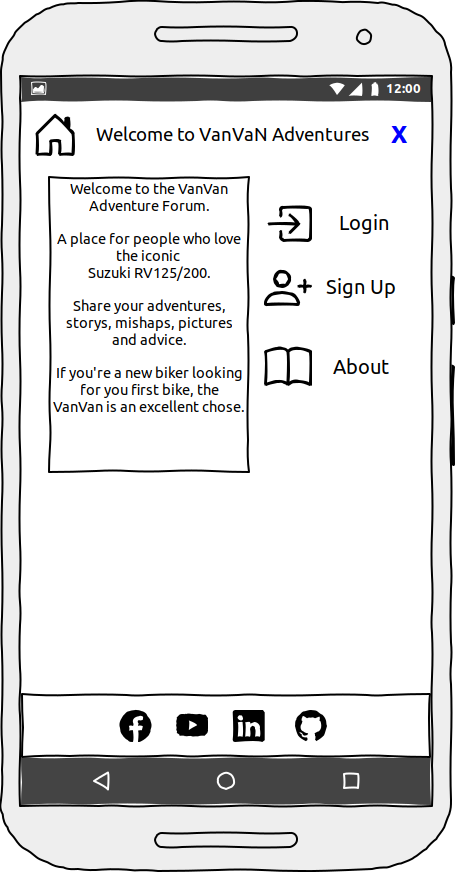 12:00
Welcome to VanVaN Adventures X
Welcome to the VanVan
Adventure Forum.
A place for people who love
the iconic
Suzuki RV125/200.
Share your adventures,
storys, mishaps, pictures
and advice.
If you're a new biker looking
for you first bike, the
VanVan is an excellent chose.
Login
Sign Up
About
in